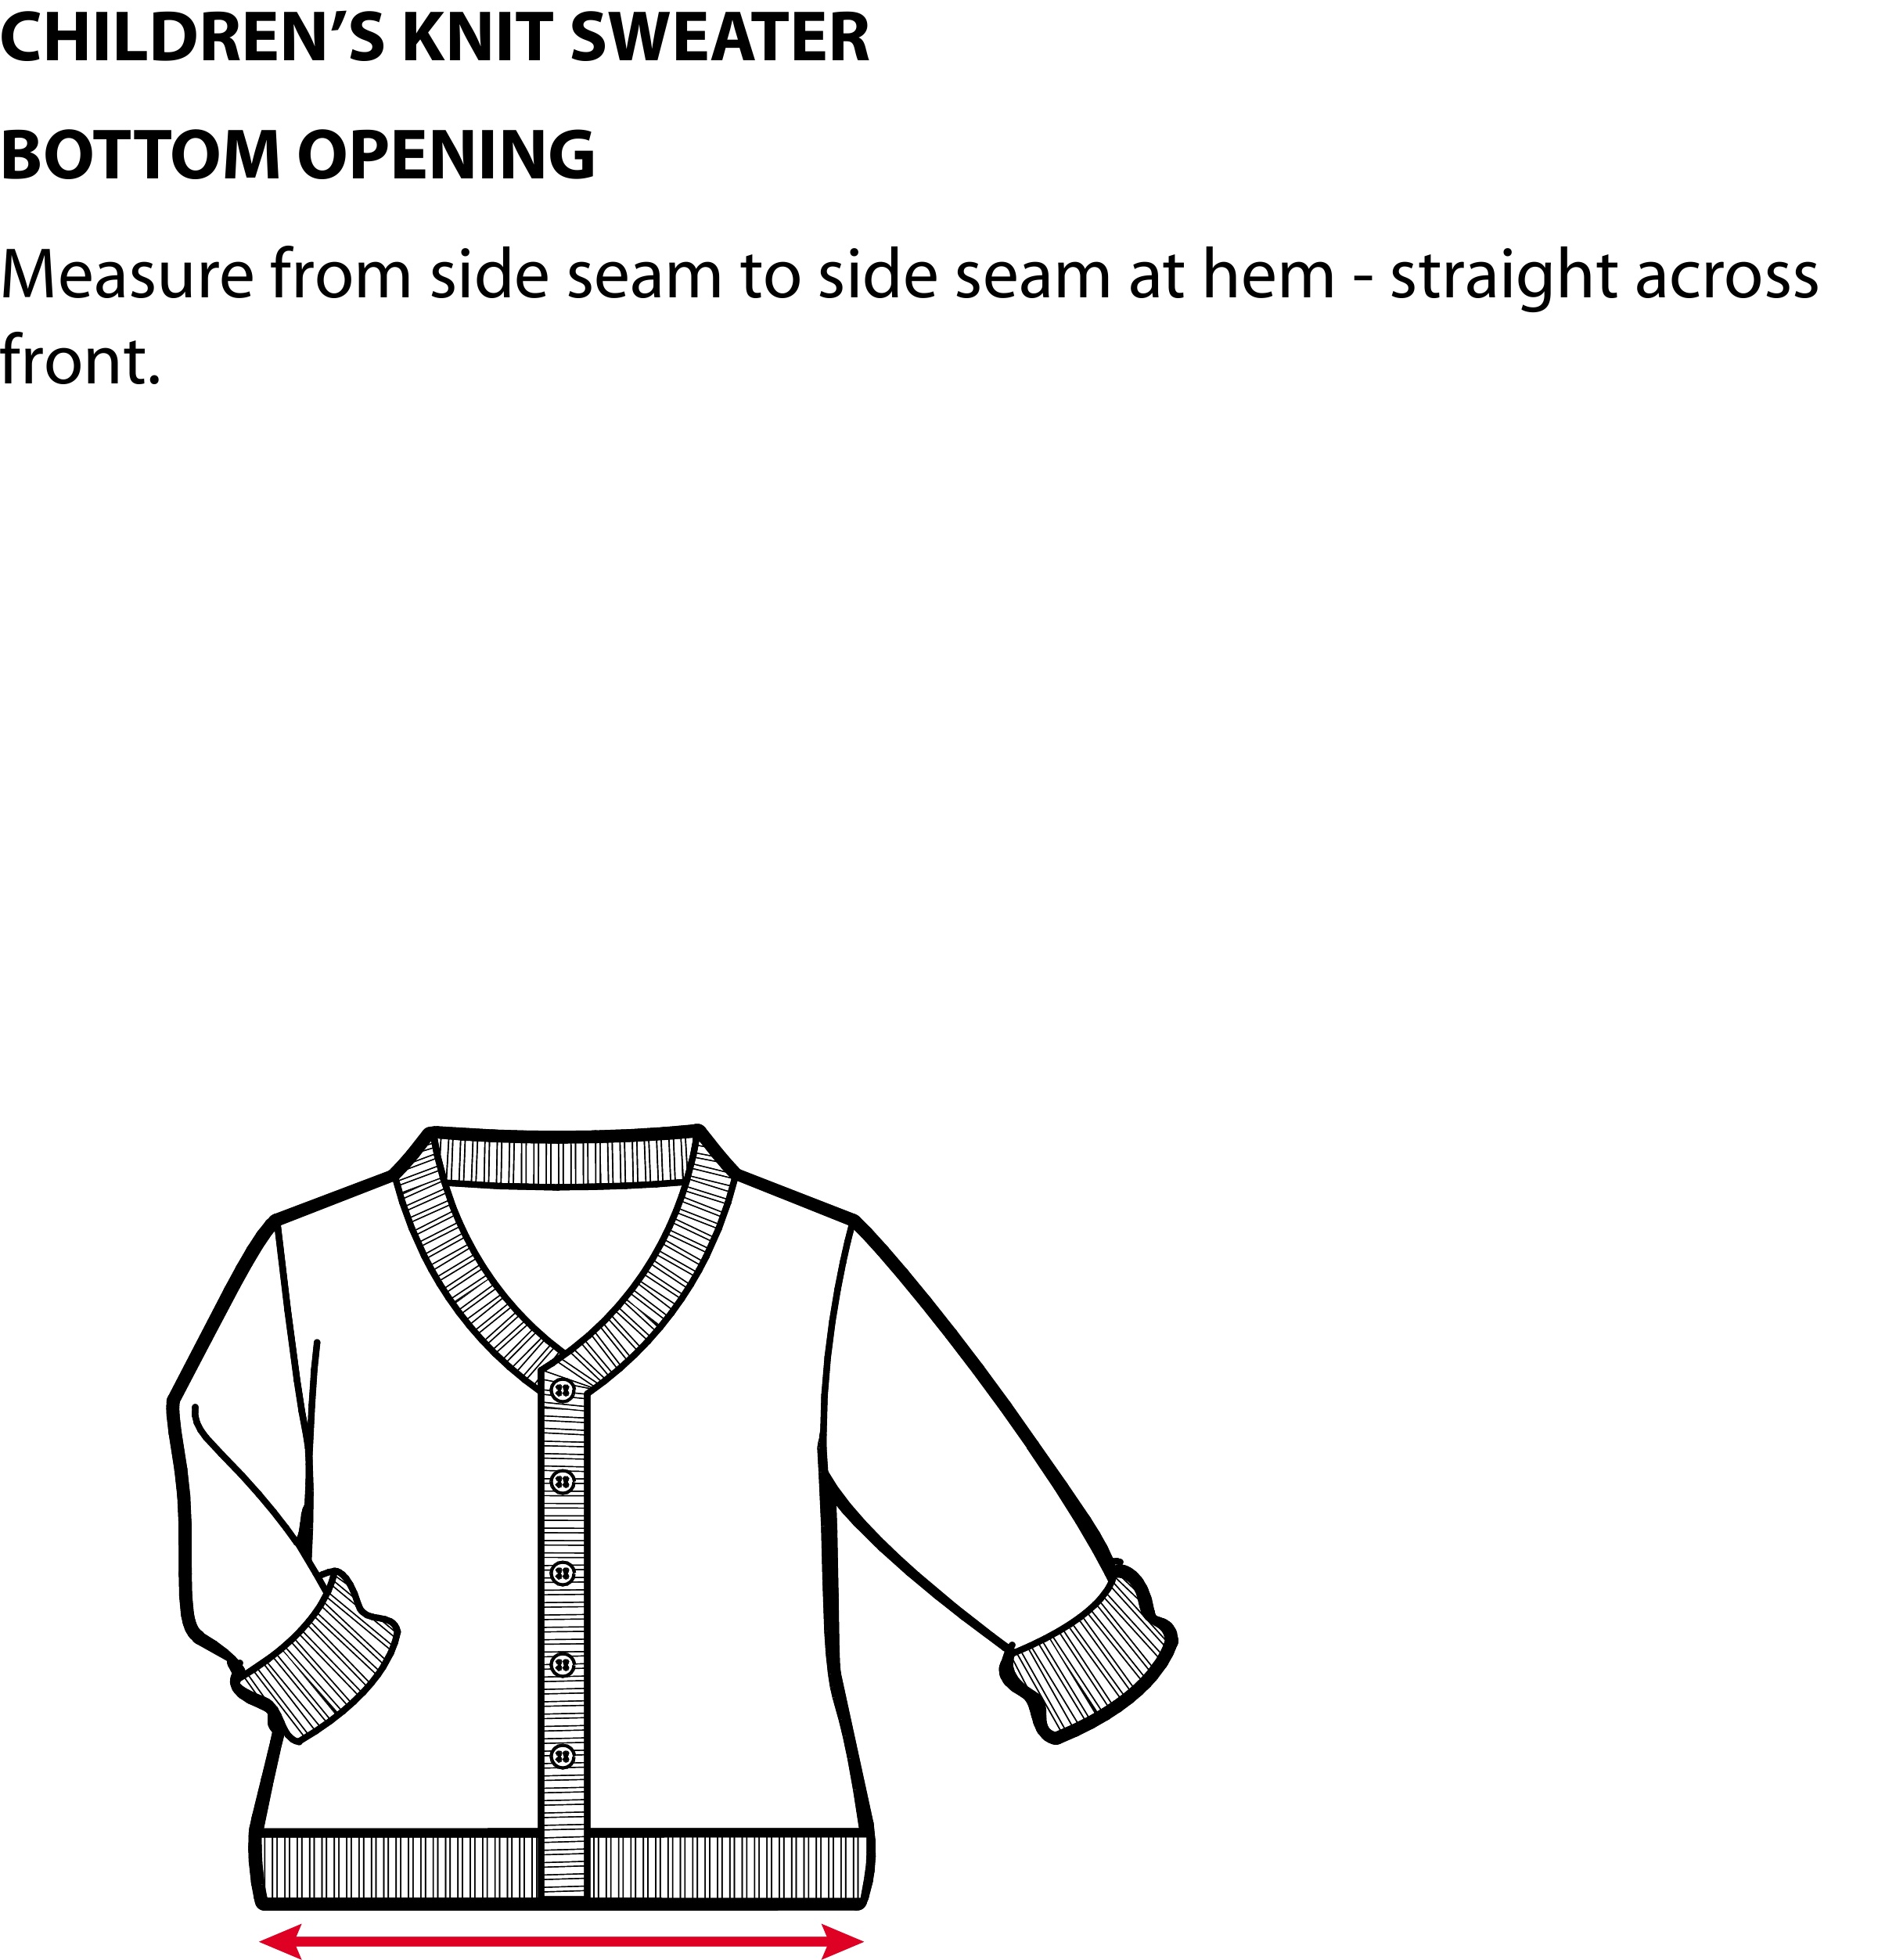 CHILDREN’S KNIT SWEATER
BOTTOM OPENING
Measure from side seam to side seam at hem - straight across
front.